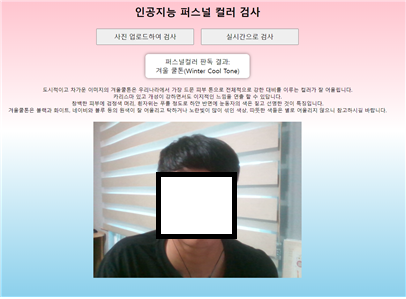 인공지능 퍼스널 컬러 검사
사진 업로드하여 검사
실시간으로 검사
퍼스널컬러 판독 결과:
겨울 쿨톤(Winter Cool Tone)
도시적이고 차가운 이미지의 겨울쿨톤은 우리나라에서 가장 드문 피부 톤으로 전체적으로 강한 대비를 이루는 컬러가 잘 어울립니다.
카리스마 있고 개성이 강하면서도 이지적인 느낌을 연출 할 수 있답니다.
창백한 피부에 검정색 머리, 흰자위는 푸를 정도로 하얀 반면에 눈동자의 색은 짙고 선명한 것이 특징입니다.
겨울쿨톤은 블랙과 화이트, 네이비와 블루 등의 원색이 잘 어울리고 탁하거나 노란빛이 많이 섞인 색상, 따뜻한 색들은 별로 어울리지 않으니 참고하시길 바랍니다.